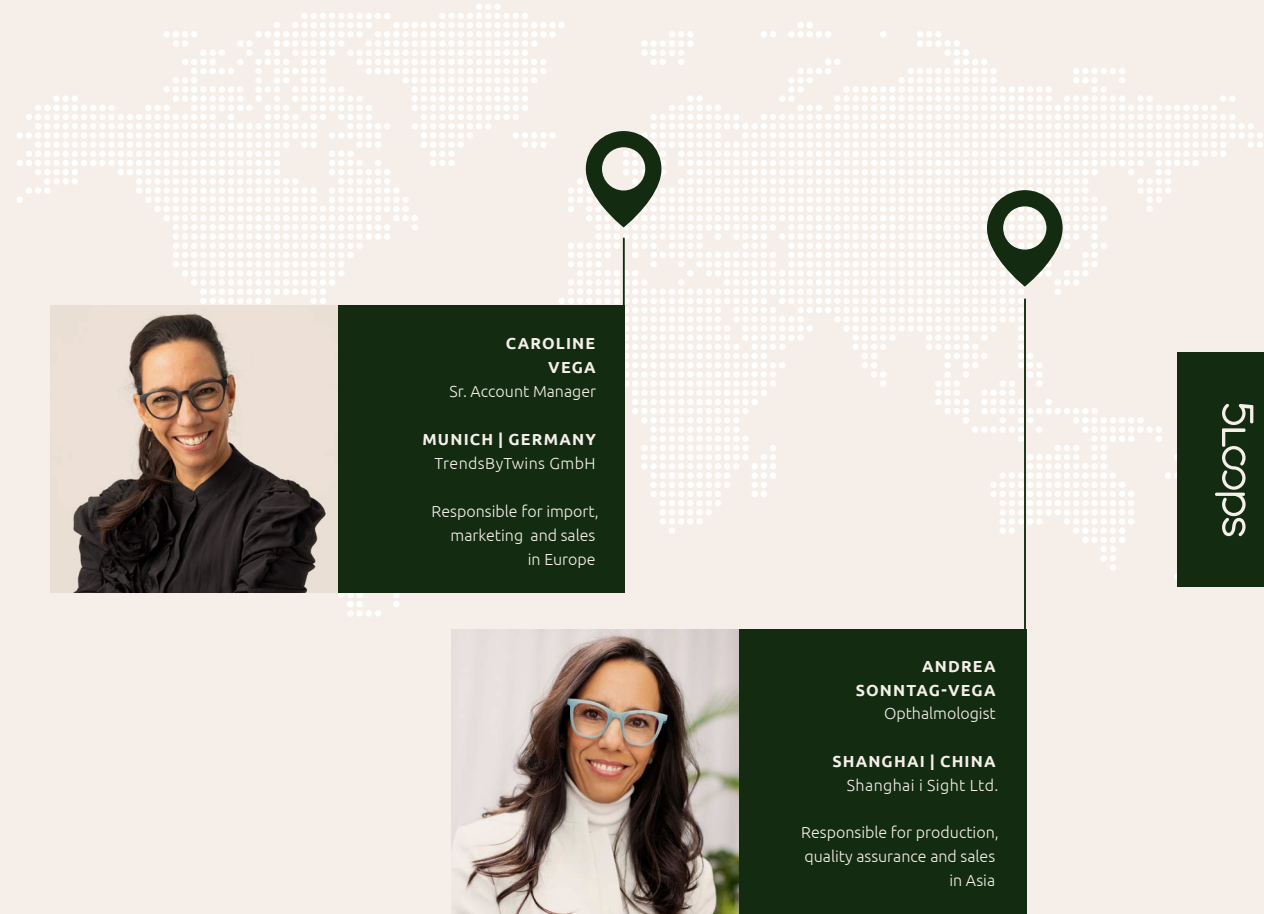 CAROLINE
VEGA
Sr. Account Manager
MUNICH | GERMANY
TrendsByTwins GmbH
Responsible for import,
marketing and sales
in Europe
5Loops
ANDREA
SONNTAG-VEGA
Opthalmologist
SHANGHAI | CHINA
Shanghai i Sight Ltd.
Responsible for production,
quality assurance and sales
in Asia